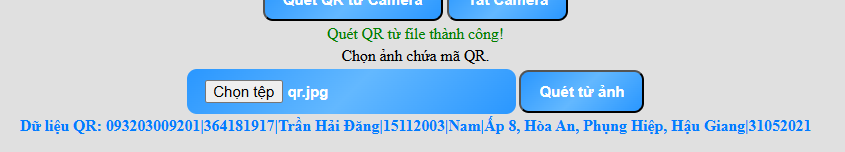 Quét QR từ Camera Tắt Camera
Quét QR từ file thành công!
Chọn ảnh chứa mã QR.
Chọn tệp qr.jpg Quét từ ảnh
Dữ liệu QR: 093203009201|364181917|Trần Hải Đăng|15112003|Nam|Ấp 8, Hòa An, Phụng Hiệp, Hậu Giang|31052021